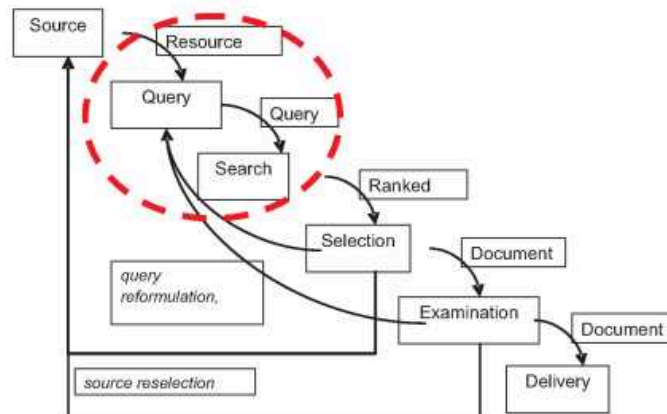 Source
Resource
Query
Query
Search
Ranked
Selection
Document
query
reformulation,
Examination
Document
source reselection
Delivery